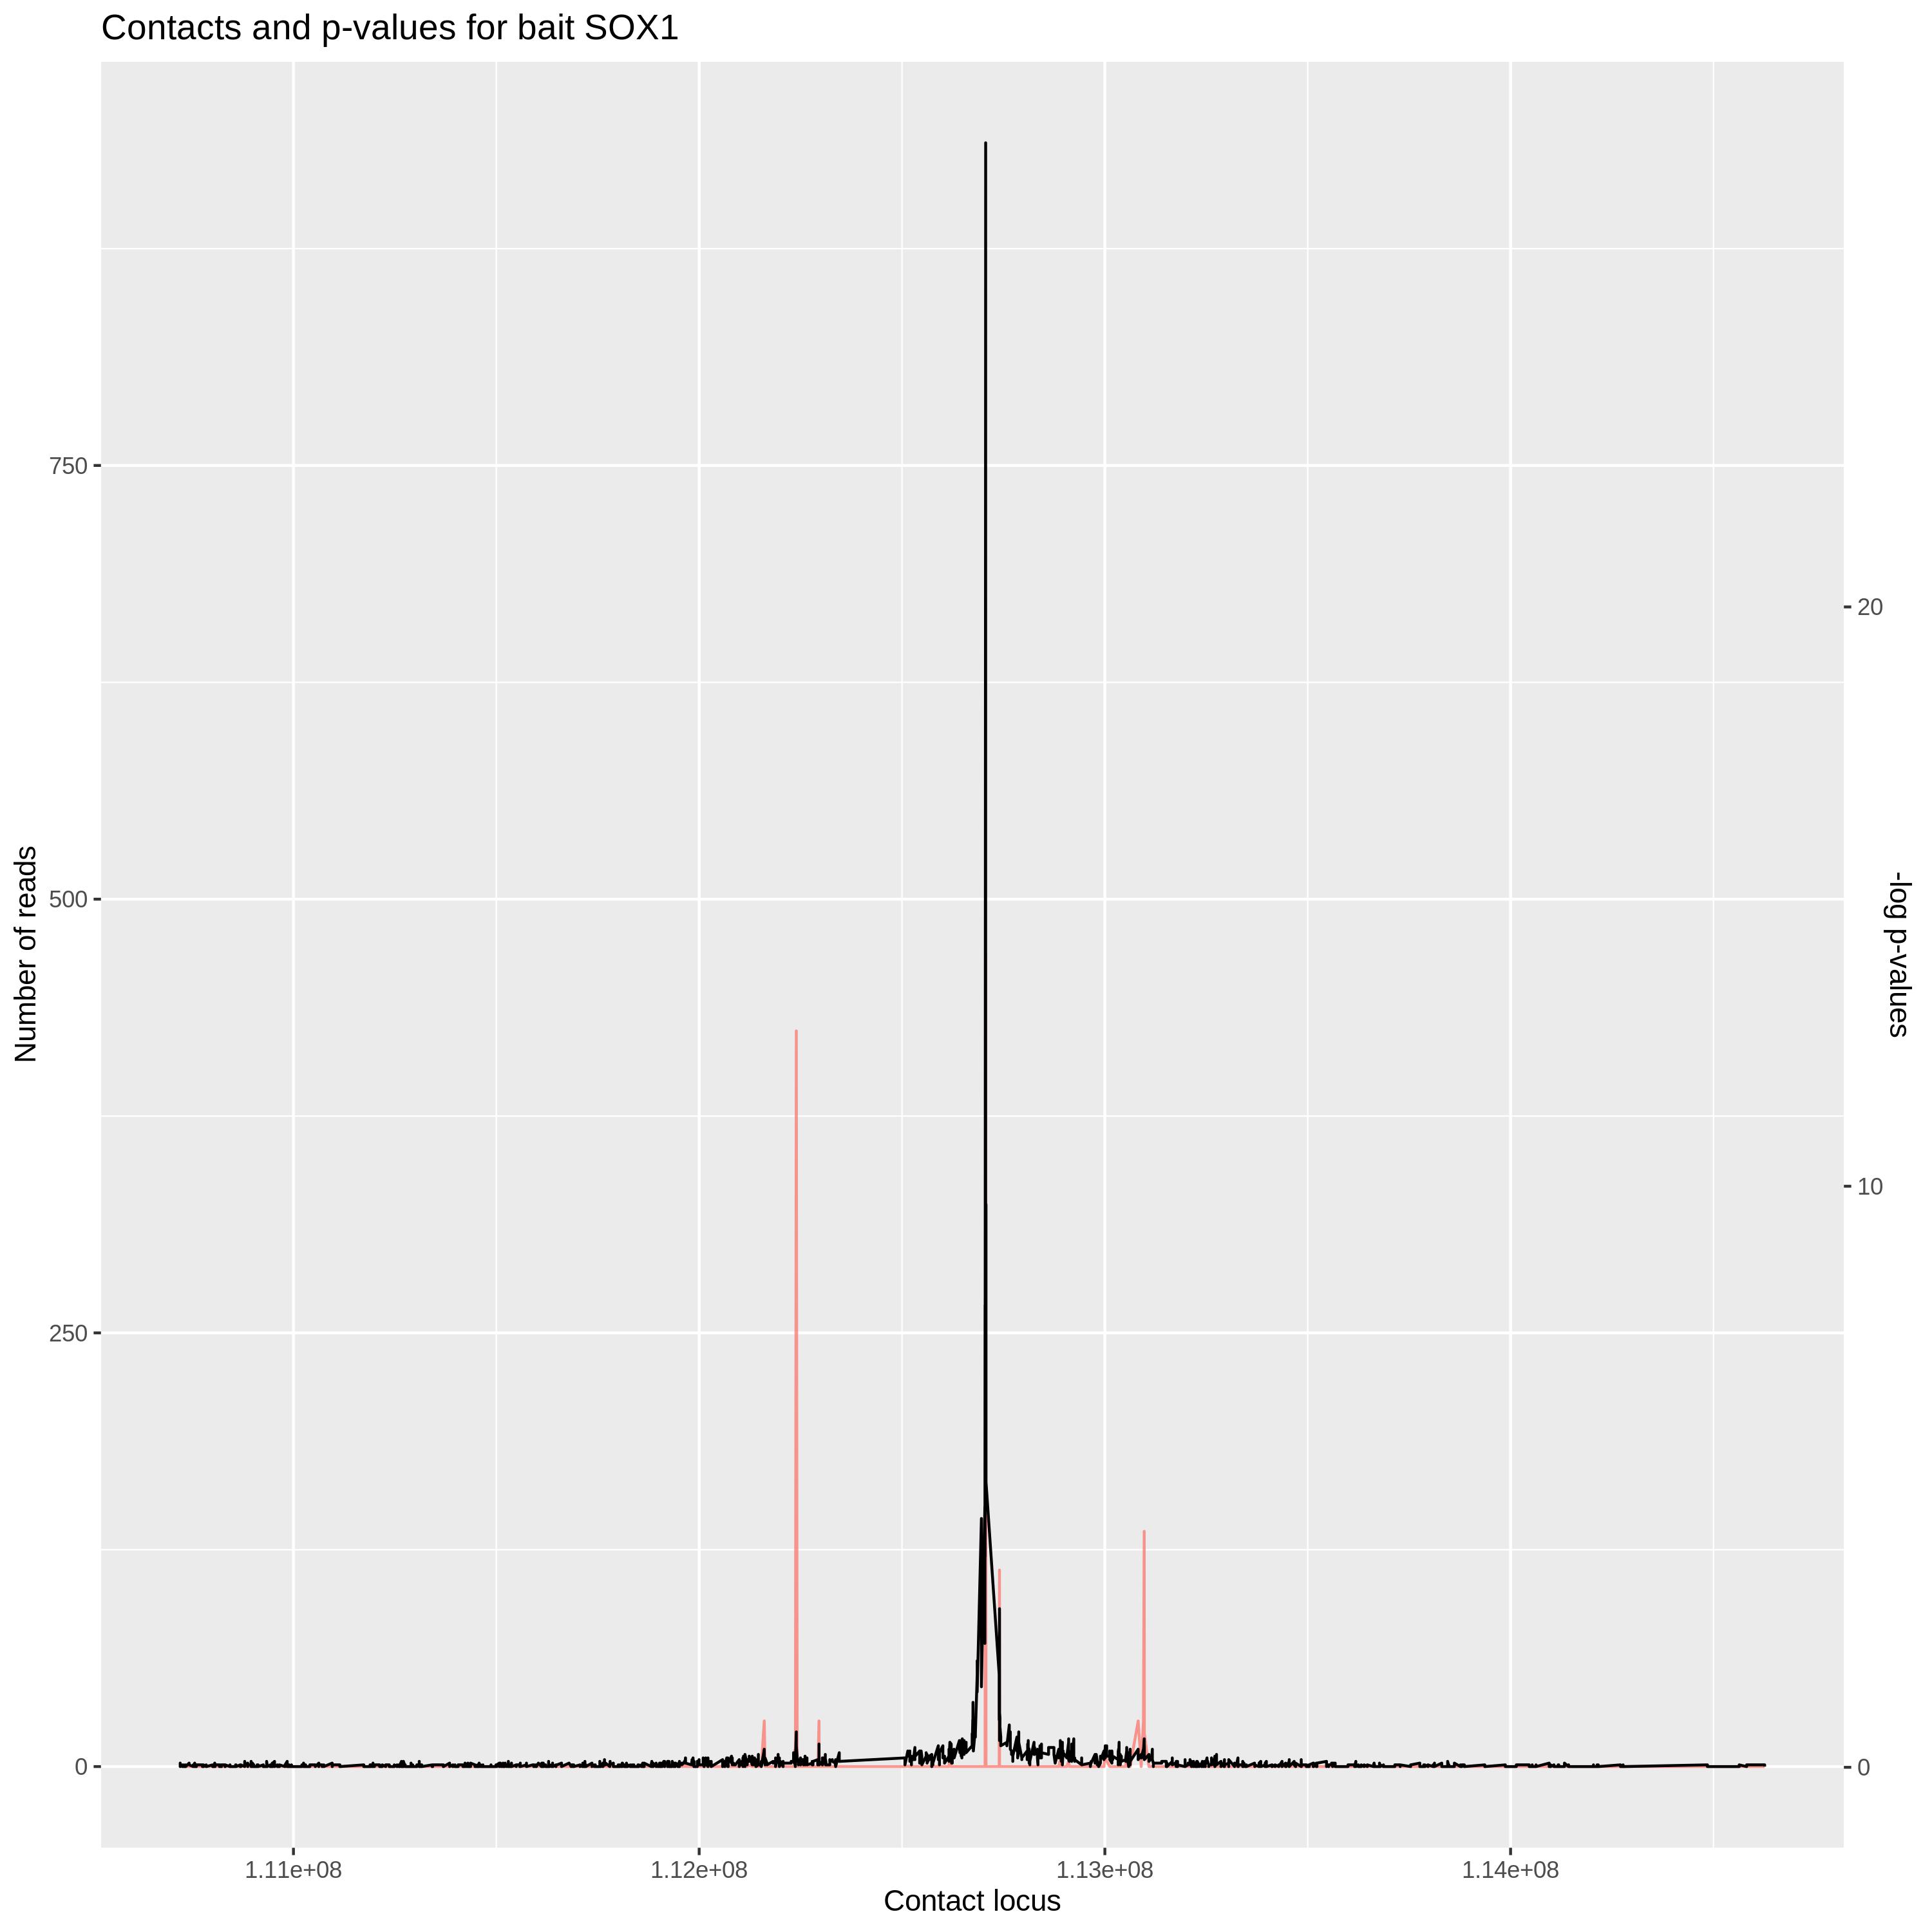 Contacts and p-values for bait SOX1
750
500
250
0
Number of reads
20
10
0
-log p-values
1.11e+08
1.12e+08
1.13e+08
1.14e+08
Contact locus